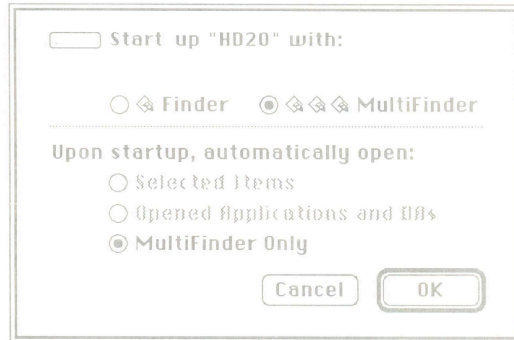 Start up "HD20" with:
Finder MultiFinder
Upon startup, automatically open:
Selected Items
Opened Applications and DAs
MultiFinder Only
Cancel OK